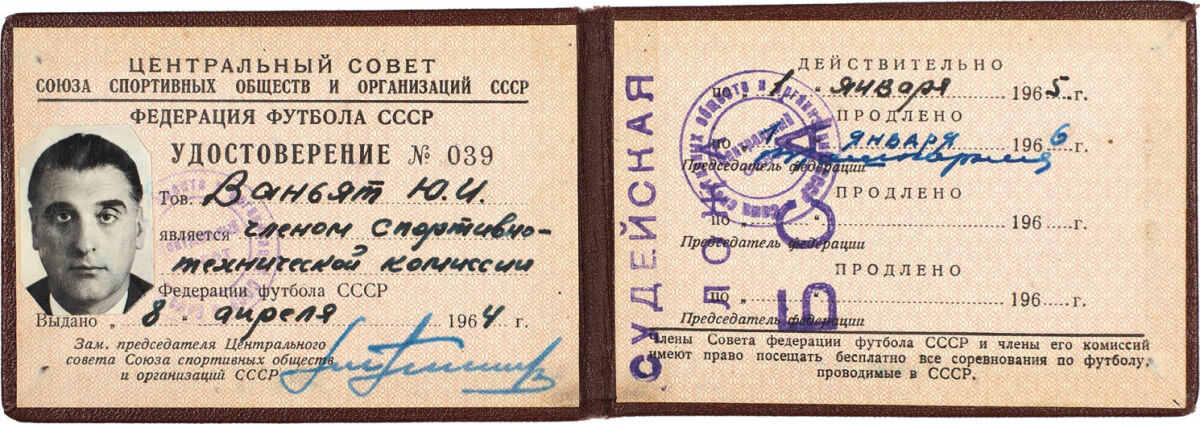 ЦЕНТРАЛЬНЫЙ СОВЕТ
СОЮЗА СПОРТИВНЫХ ОБЩЕСТВ И ОРГАНИЗАЦИЙ СССР
ФЕДЕРАЦИЯ ФУТБОЛА СССР
УДОСТОВЕРЕНИЕ № 039
Тов. Ваньят Ю.И.
является членом спортивно-
технической комиссии
Федерации футбола СССР
Выдано „ 8 “ апреля 1964 г.
Зам. председателя Центрального
совета Союза спортивных обществ
и организаций СССР
ДЕЙСТВИТЕЛЬНО
по „ 1 “ января 1965 г.
ПРОДЛЕНО
по „ 1 “ января 1966 г.
Председатель федерации
ПРОДЛЕНО
по „ “ 196 г.
Председатель федерации
ПРОДЛЕНО
по „ “ 196 г.
Председатель федерации
Члены Совета федерации футбола СССР и члены его комиссий
имеют право посещать бесплатно все соревнования по футболу,
проводимые в СССР.
СУДЕЙСКАЯ
ЛОЖА
БСА